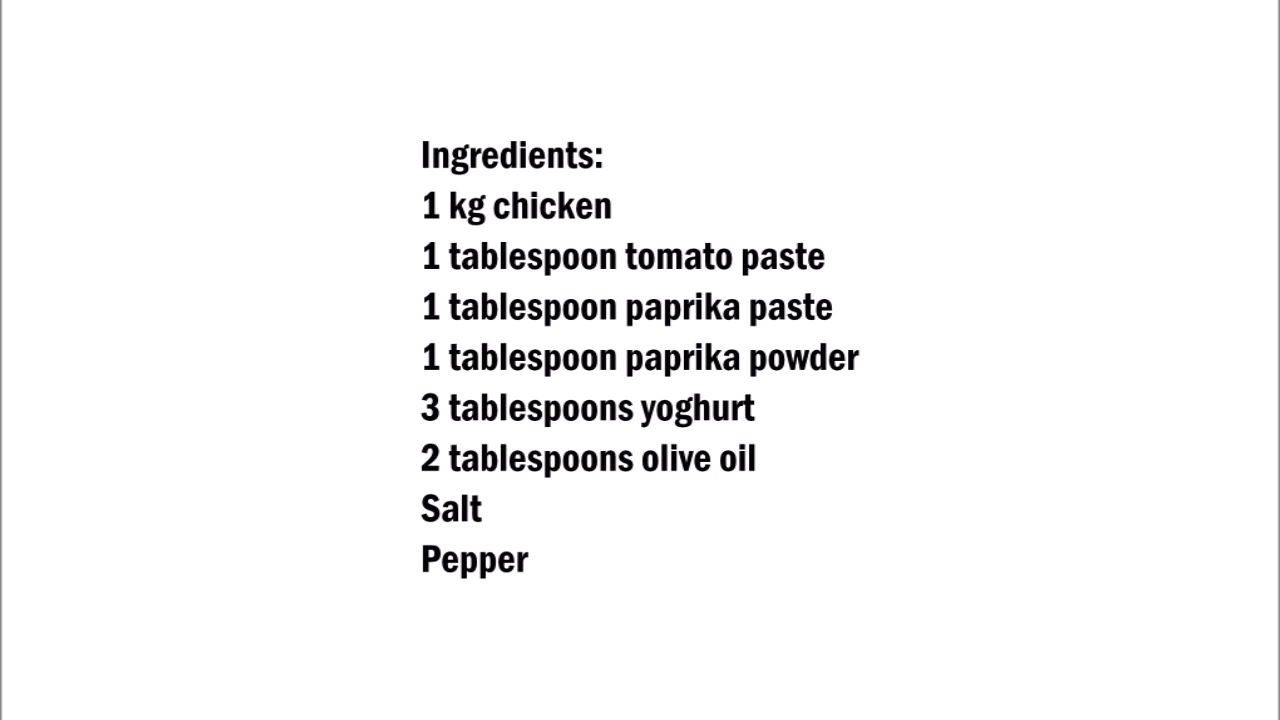 Ingredients:
1 kg chicken
1 tablespoon tomato paste
1 tablespoon paprika paste
1 tablespoon paprika powder
3 tablespoons yoghurt
2 tablespoons olive oil
Salt
Pepper